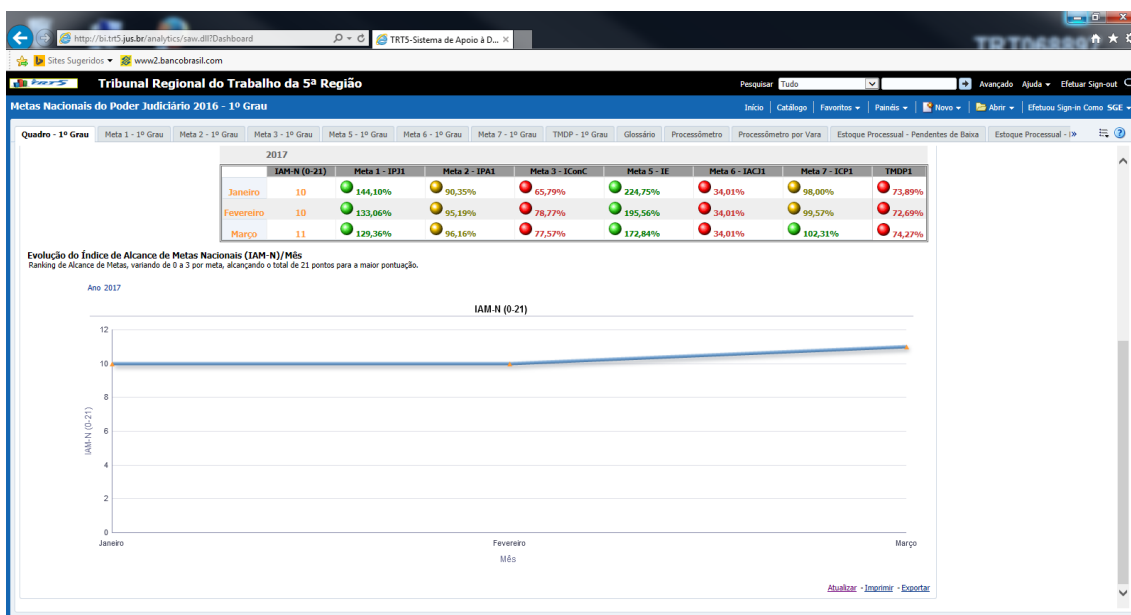 TRT068897
http://bi.trt5.jus.br/analytics/saw.dll?Dashboard
TRT5-Sistema de Apoio à D...
Sites Sugeridos
www2.bancobrasil.com
TRT5 Tribunal Regional do Trabalho da 5ª Região
Pesquisar Tudo Avançado Ajuda Efetuar Sign-out
Metas Nacionais do Poder Judiciário 2016 - 1º Grau
Início Catálogo Favoritos Painéis Novo Abrir Efetuou Sign-in Como SGE
Quadro - 1º Grau Meta 1 - 1º Grau Meta 2 - 1º Grau Meta 3 - 1º Grau Meta 5 - 1º Grau Meta 6 - 1º Grau Meta 7 - 1º Grau TMDP - 1º Grau Glossário Processômetro Processômetro por Vara Estoque Processual - Pendentes de Baixa Estoque Processual -
2017
IAM-N (0-21) Meta 1 - IPJ1 Meta 2 - IPA1 Meta 3 - IConC Meta 5 - IE Meta 6 - IACJ1 Meta 7 - ICP1 TMDP1
Janeiro 10 144,10% 90,35% 65,79% 224,75% 34,01% 98,00% 73,89%
Fevereiro 10 133,06% 95,19% 78,77% 195,56% 34,01% 99,57% 72,69%
Março 11 129,36% 96,16% 77,57% 172,84% 34,01% 102,31% 74,27%
Evolução do Índice de Alcance de Metas Nacionais (IAM-N)/Mês
Ranking de Alcance de Metas, variando de 0 a 3 por meta, alcançando o total de 21 pontos para a maior pontuação.
Ano 2017
IAM-N (0-21)
12
10
8
6
4
2
0
IAM-N (0-21)
Janeiro Fevereiro Março
Mês
Atualizar - Imprimir - Exportar